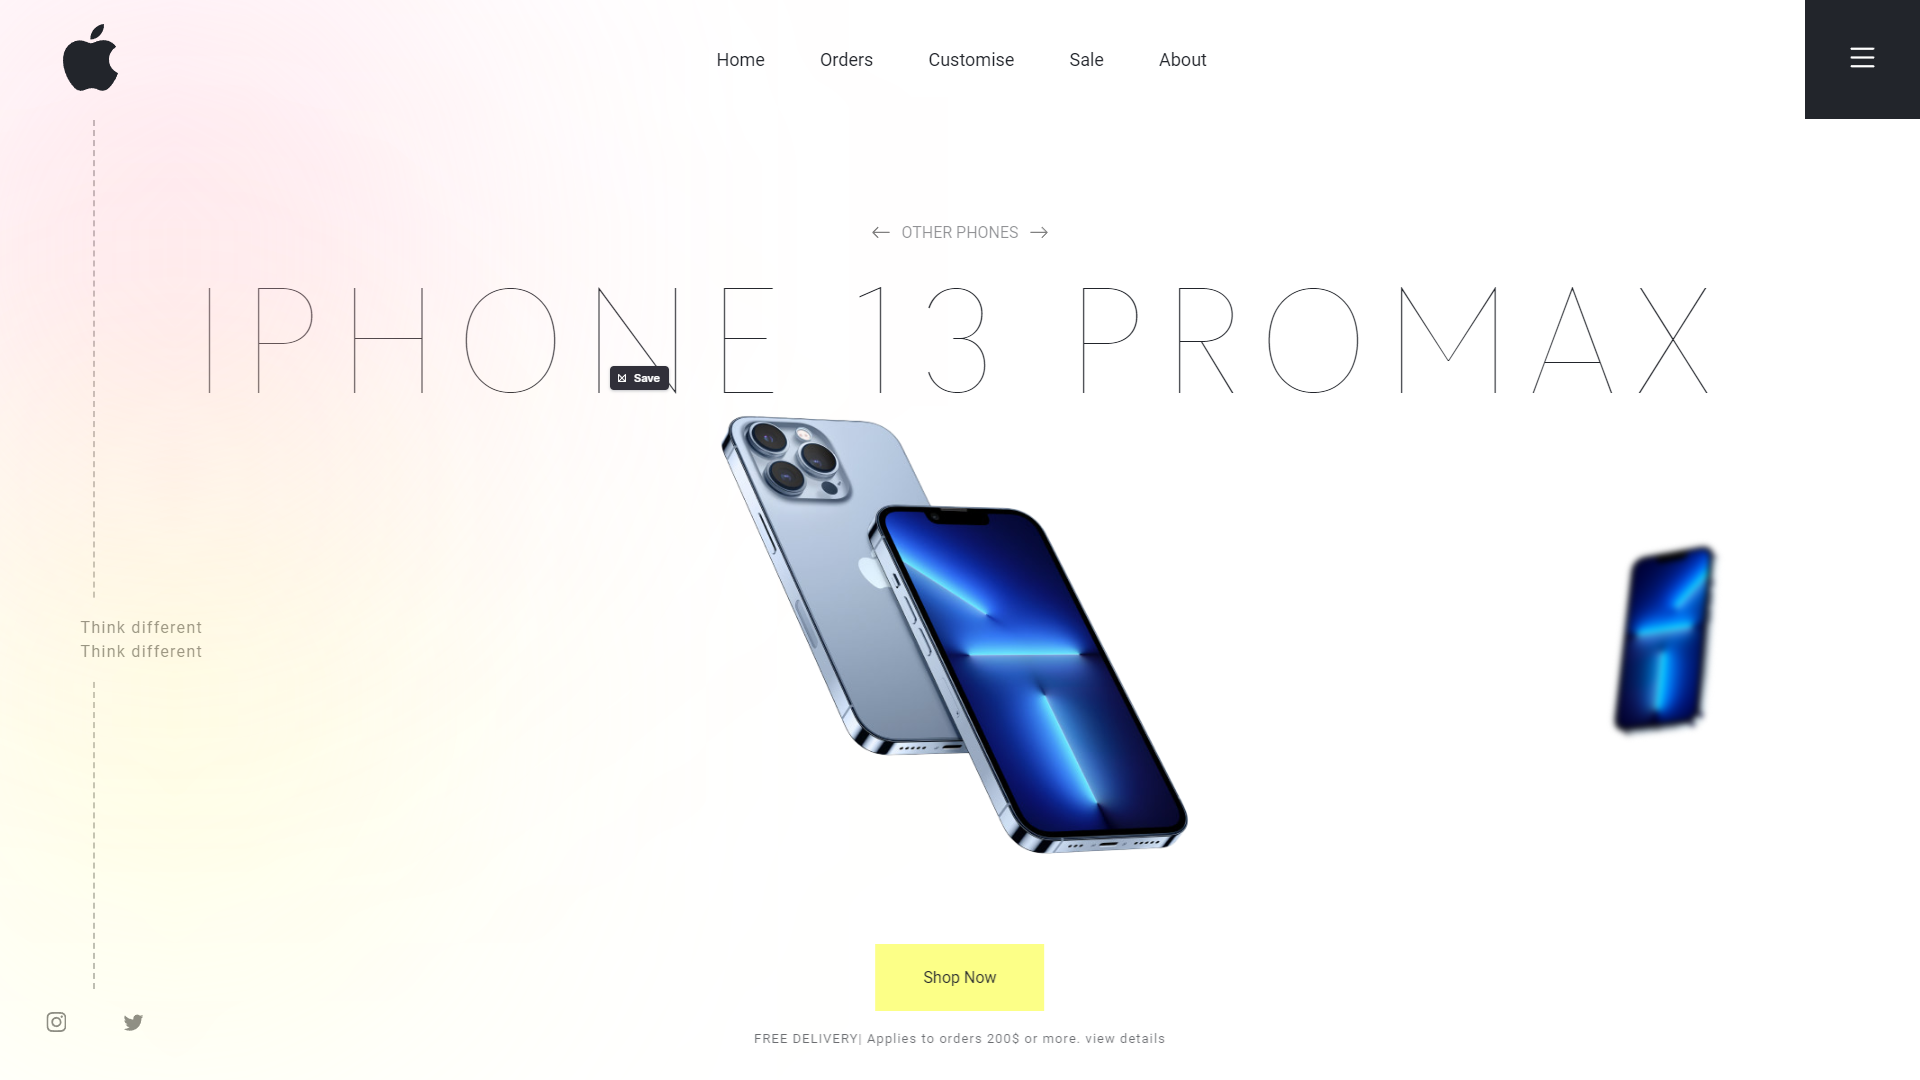 Home
Orders
Customise
Sale
About
OTHER PHONES
IPHONE 13 PROMAX
Save
Think different
Think different
Shop Now
FREE DELIVERY| Applies to orders 200$ or more. view details